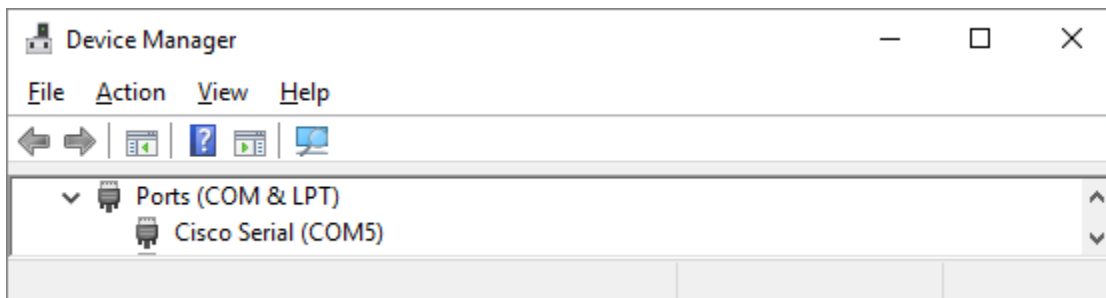 Device Manager
File Action View Help
?
Ports (COM & LPT)
Cisco Serial (COM5)